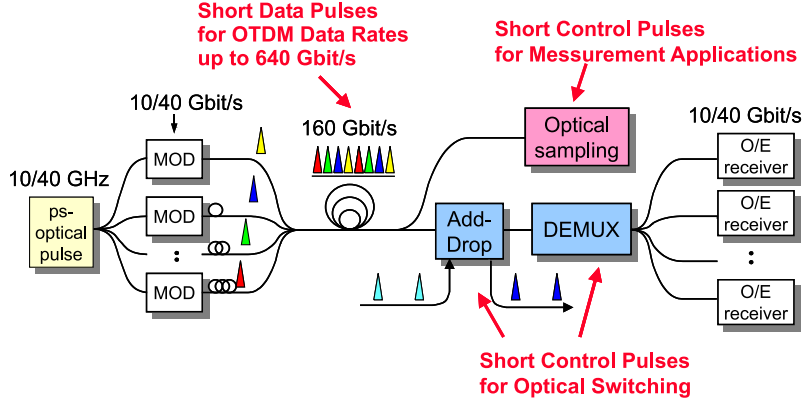 Short Data Pulses
for OTDM Data Rates
up to 640 Gbit/s
Short Control Pulses
for Messurement Applications
10/40 Gbit/s
160 Gbit/s
10/40 Gbit/s
MOD
Optical
sampling
O/E
receiver
10/40 GHz
ps-
optical
pulse
MOD
Add-
Drop
DEMUX
O/E
receiver
:
:
MOD
O/E
receiver
Short Control Pulses
for Optical Switching